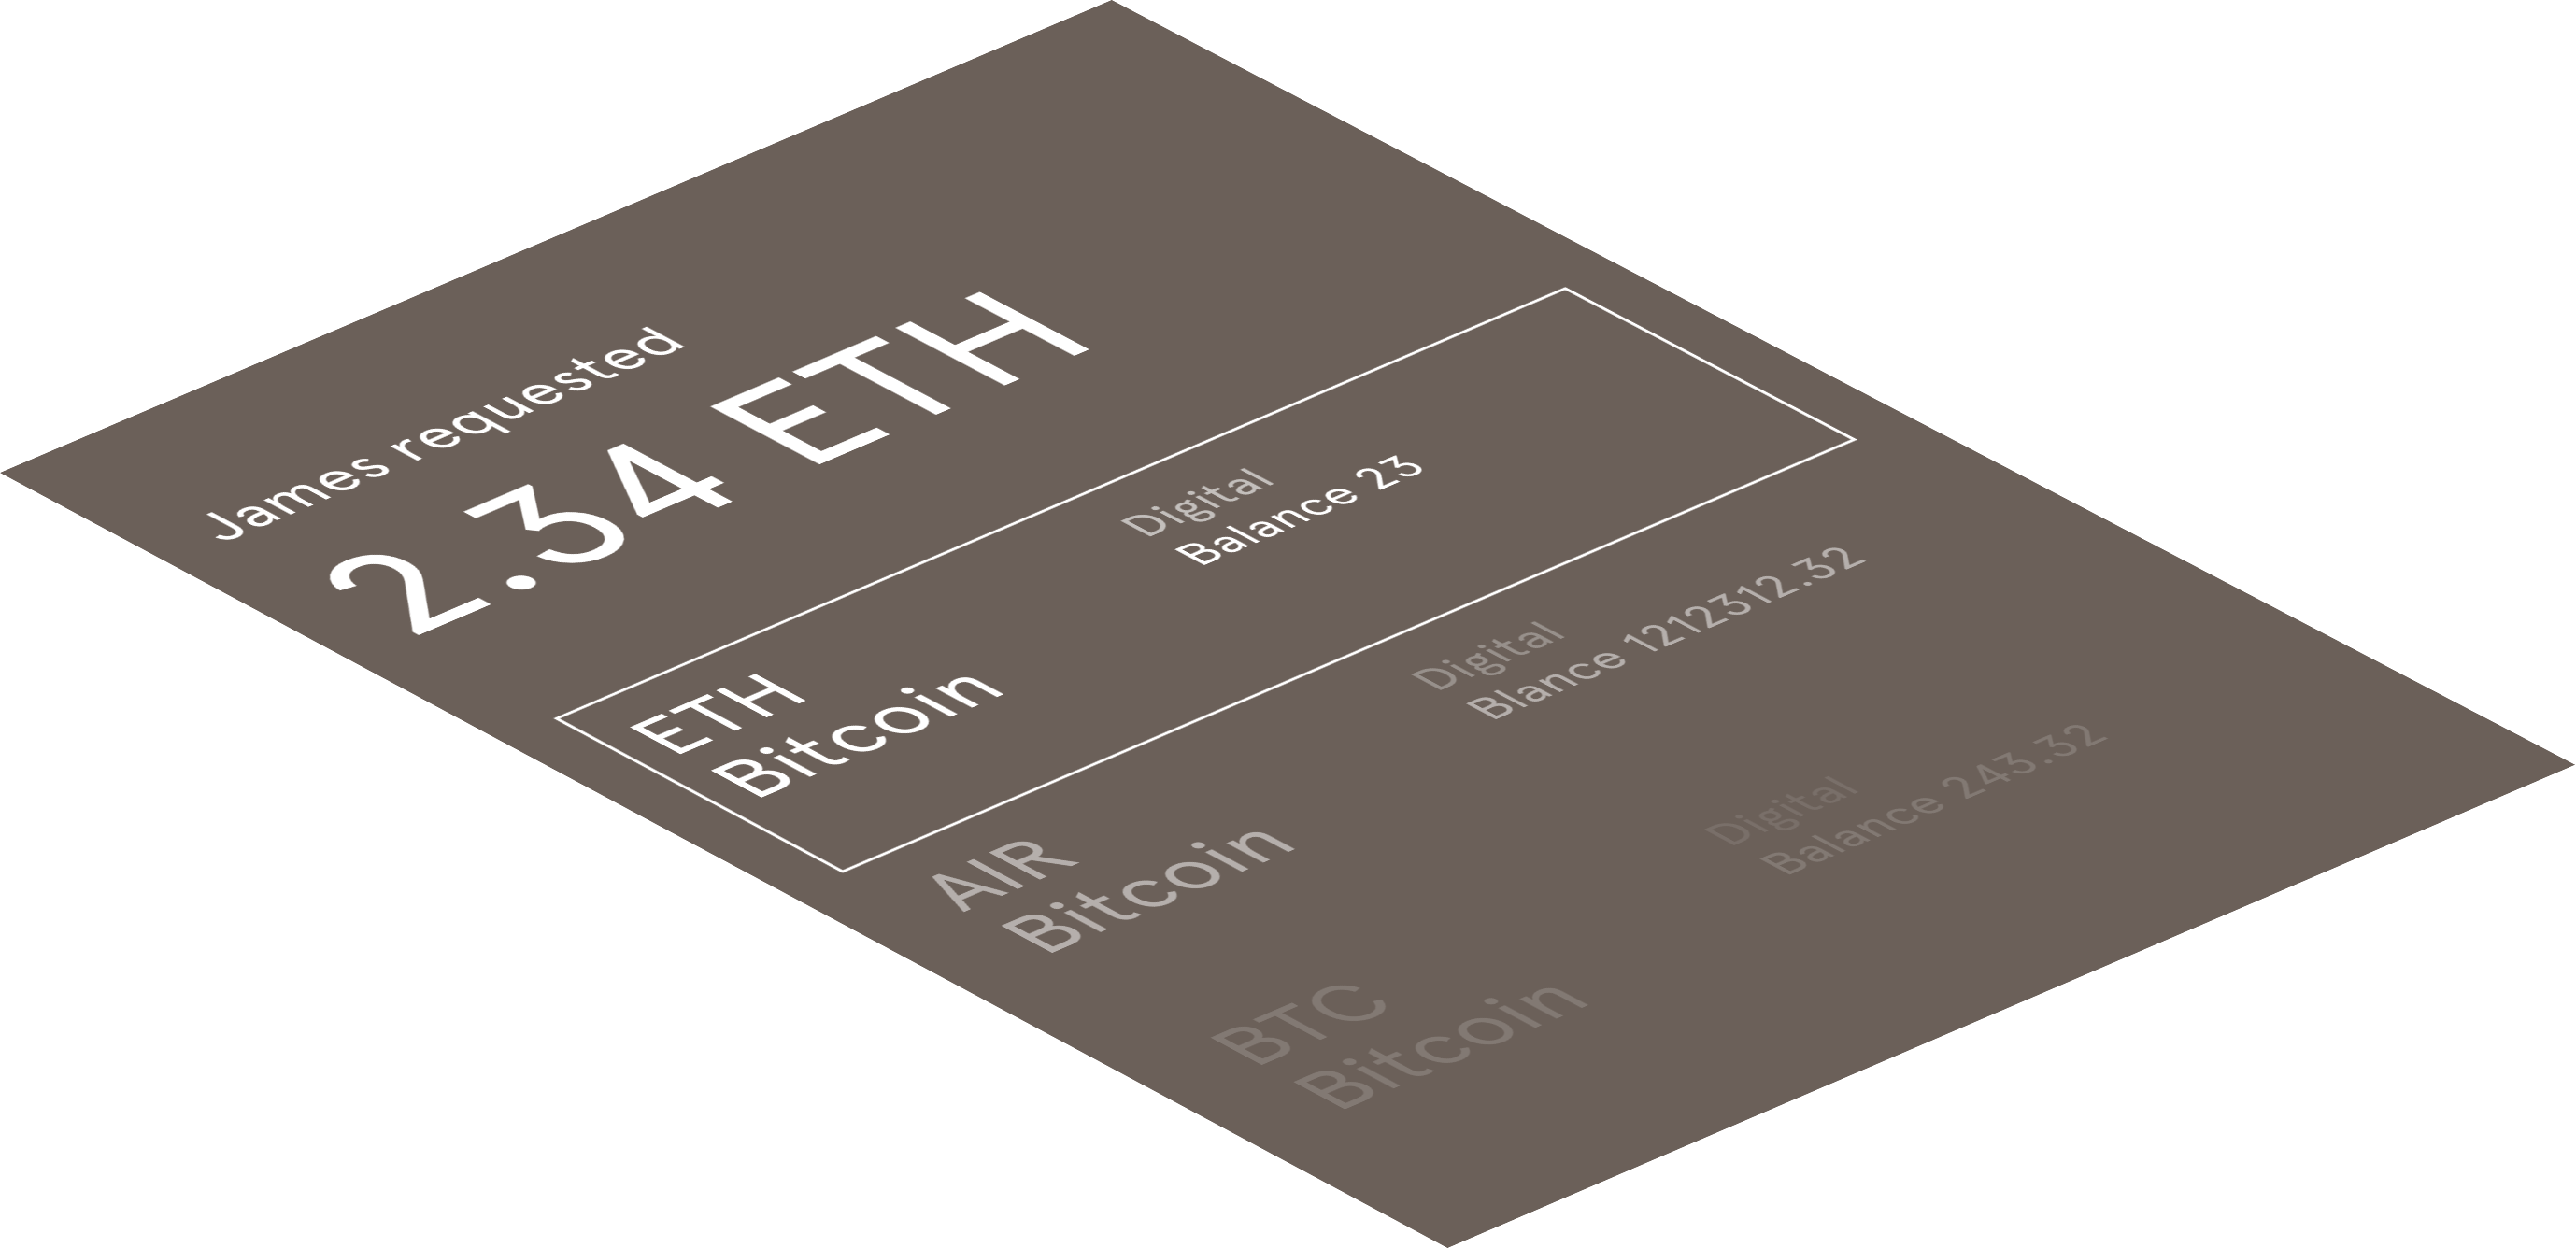 James requested
2.34 ETH
ETH
Bitcoin
Digital
Balance 23
AIR
Bitcoin
Digital
Blance 1212312.32
BTC
Bitcoin
Digital
Balance 243.32